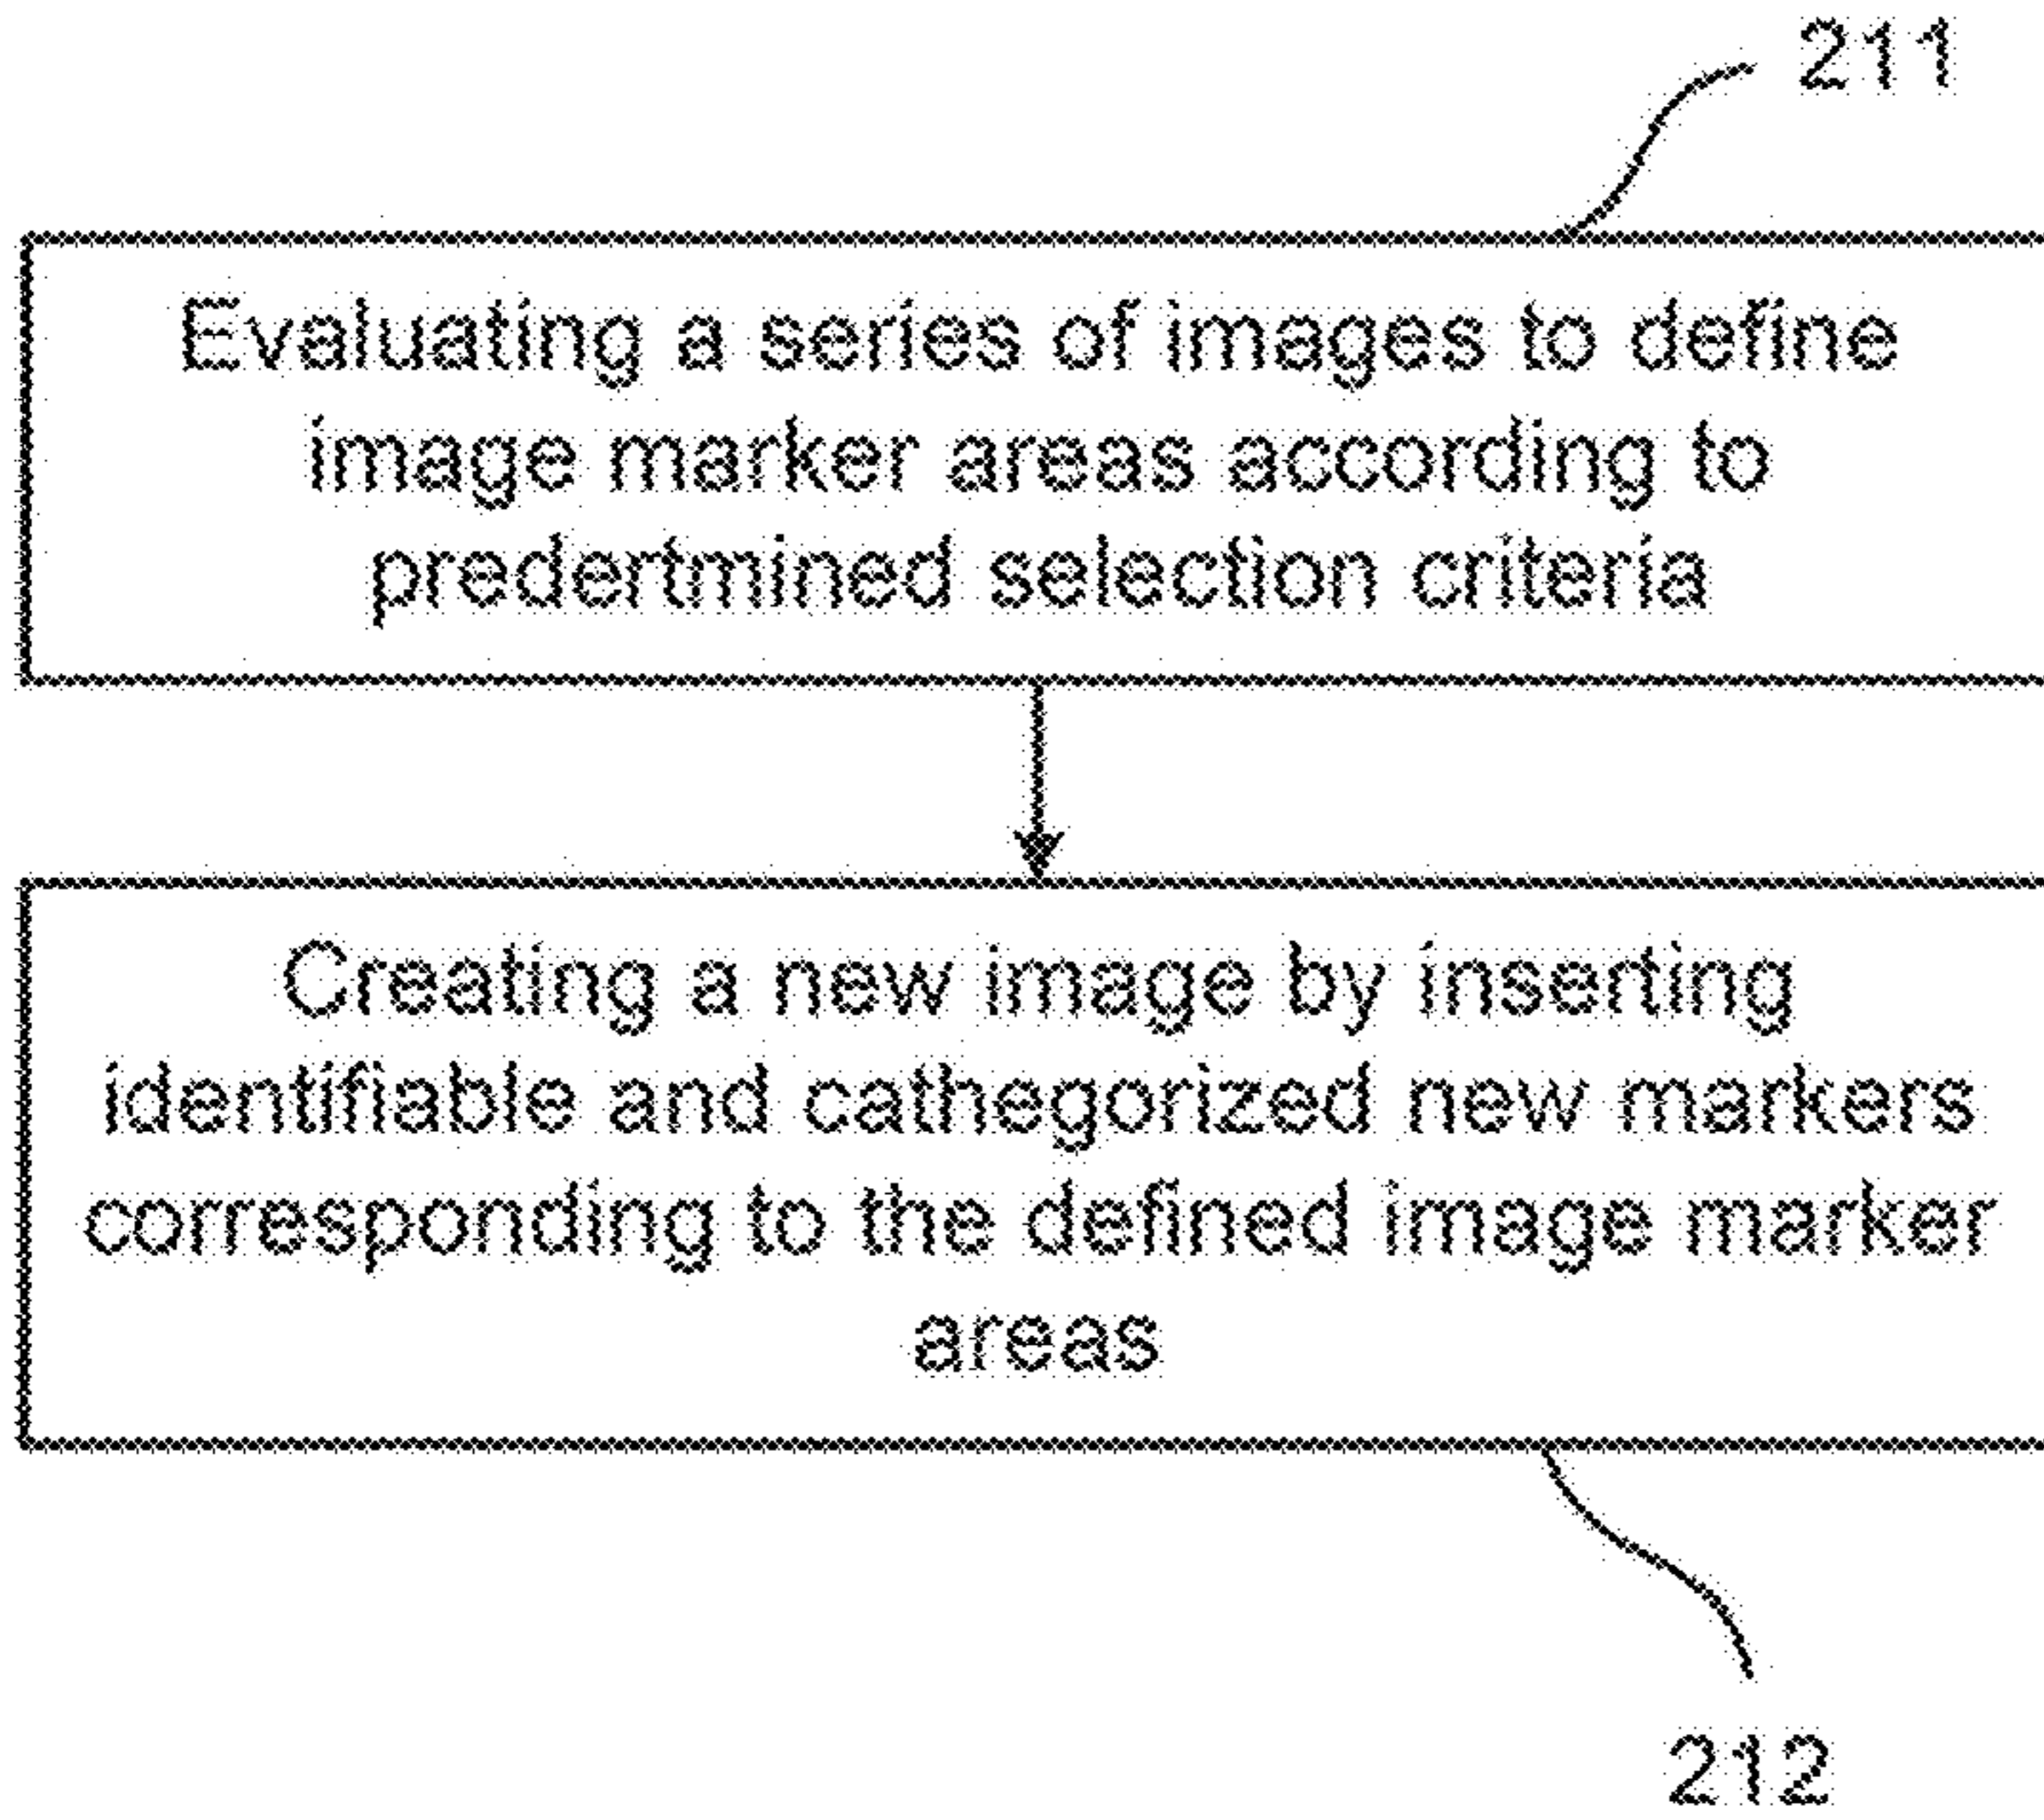 211
Evaluating a series of images to define
image marker areas according to
predertmined selection criteria
Creating a new image by inserting
identifiable and cathegorized new markers
corresponding to the defined image marker
areas
212